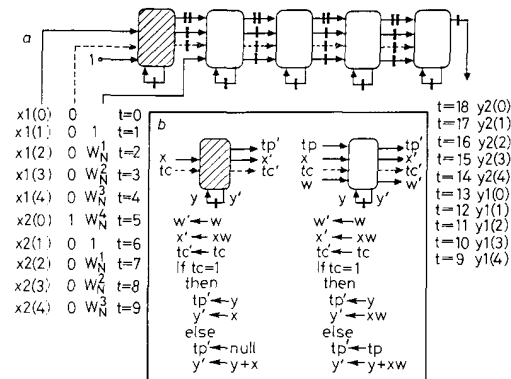 a
1
x1(0) 0 t=0
x1(1) 0 1 t=1
x1(2) 0 W_N^1 t=2
x1(3) 0 W_N^2 t=3
x1(4) 0 W_N^3 t=4
x2(0) 1 W_N^4 t=5
x2(1) 0 1 t=6
x2(2) 0 W_N^1 t=7
x2(3) 0 W_N^2 t=8
x2(4) 0 W_N^3 t=9
b
x
tc
tp'
x'
tc'
y y'
w'←w
x'←xw
tc'←tc
If tc=1
then
tp'←y
y'←x
else
tp'←null
y'←y+x
tp
x
tc
w
tp'
x'
tc'
w'
y y'
w'←w
x'←xw
tc'←tc
If tc=1
then
tp'←y
y'←xw
else
tp'←tp
y'←y+xw
t=18 y2(0)
t=17 y2(1)
t=16 y2(2)
t=15 y2(3)
t=14 y2(4)
t=13 y1(0)
t=12 y1(1)
t=11 y1(2)
t=10 y1(3)
t=9 y1(4)